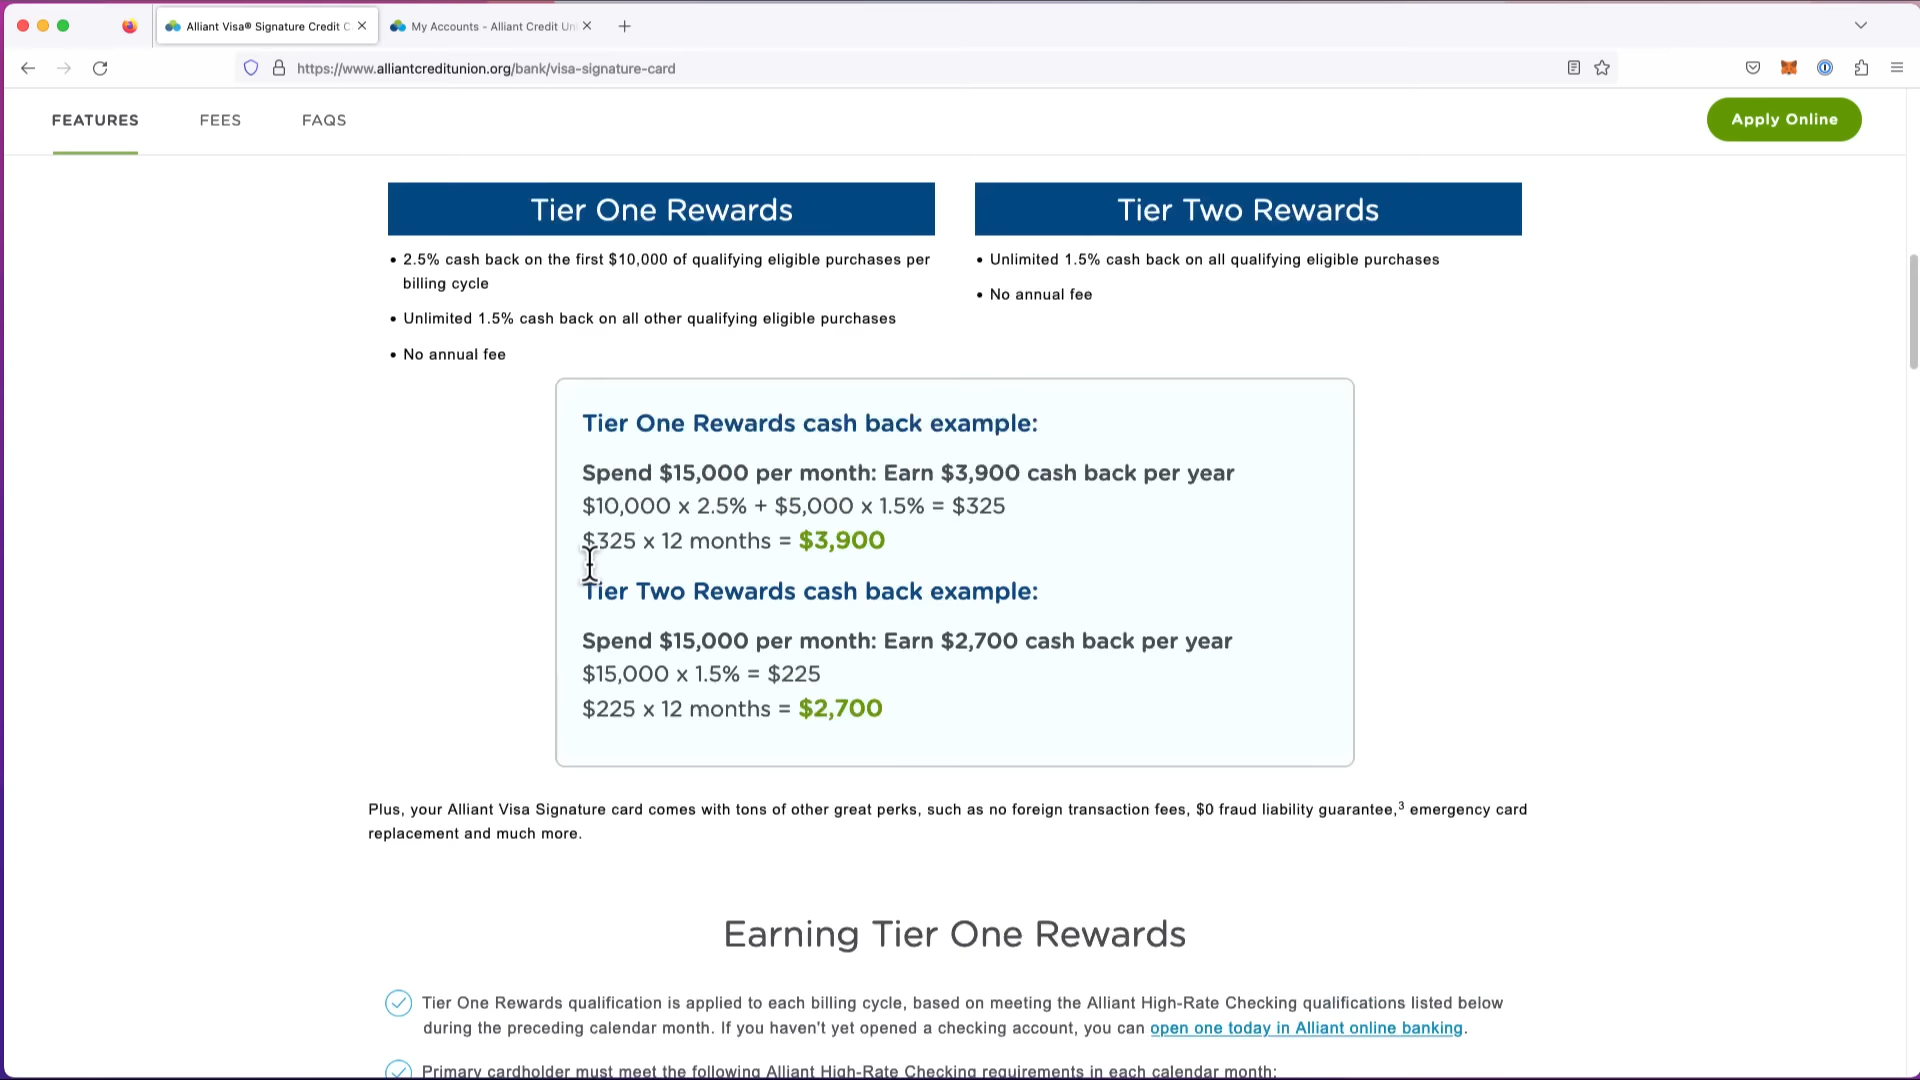 Alliant Visa® Signature Credit C
My Accounts - Alliant Credit Un
https://www.alliantcreditunion.org/bank/visa-signature-card
FEATURES
FEES
FAQS
Apply Online
Tier One Rewards
• 2.5% cash back on the first $10,000 of qualifying eligible purchases per
billing cycle
• Unlimited 1.5% cash back on all other qualifying eligible purchases
• No annual fee
Tier Two Rewards
• Unlimited 1.5% cash back on all qualifying eligible purchases
• No annual fee
Tier One Rewards cash back example:
Spend $15,000 per month: Earn $3,900 cash back per year
$10,000 x 2.5% + $5,000 x 1.5% = $325
$325 x 12 months = $3,900
Tier Two Rewards cash back example:
Spend $15,000 per month: Earn $2,700 cash back per year
$15,000 x 1.5% = $225
$225 x 12 months = $2,700
Plus, your Alliant Visa Signature card comes with tons of other great perks, such as no foreign transaction fees, $0 fraud liability guarantee,³ emergency card
replacement and much more.
Earning Tier One Rewards
Tier One Rewards qualification is applied to each billing cycle, based on meeting the Alliant High-Rate Checking qualifications listed below
during the preceding calendar month. If you haven't yet opened a checking account, you can open one today in Alliant online banking.
Primary cardholder must meet the following Alliant High-Rate Checking requirements in each calendar month: